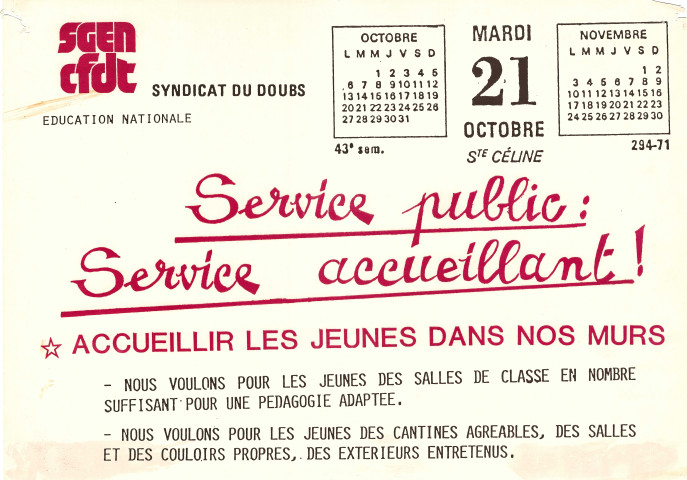 SGEN
cfdt
SYNDICAT DU DOUBS
EDUCATION NATIONALE
OCTOBRE
L M M J V S D
1 2 3 4 5
6 7 8 9 10 11 12
13 14 15 16 17 18 19
20 21 22 23 24 25 26
27 28 29 30 31
43e sem.
MARDI
21
OCTOBRE
STE CÉLINE
NOVEMBRE
L M M J V S D
1 2
3 4 5 6 7 8 9
10 11 12 13 14 15 16
17 18 19 20 21 22 23
24 25 26 27 28 29 30
294-71
Service public :
Service accueillant !
☆ ACCUEILLIR LES JEUNES DANS NOS MURS
- NOUS VOULONS POUR LES JEUNES DES SALLES DE CLASSE EN NOMBRE
SUFFISANT POUR UNE PEDAGOGIE ADAPTEE.
- NOUS VOULONS POUR LES JEUNES DES CANTINES AGREABLES, DES SALLES
ET DES COULOIRS PROPRES, DES EXTERIEURS ENTRETENUS.